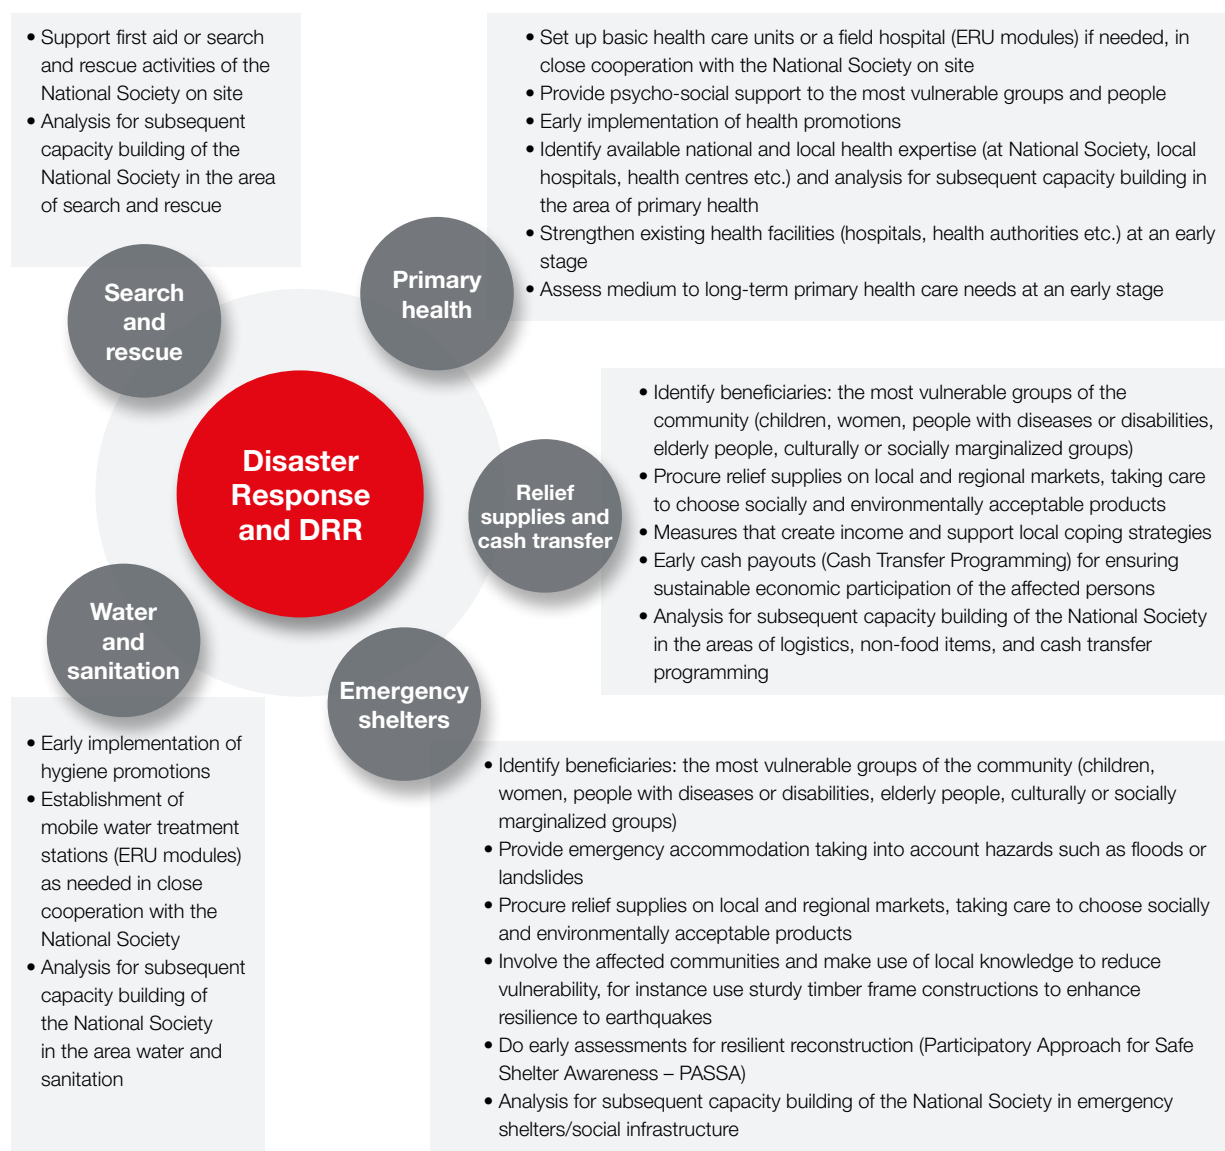 • Support first aid or search
and rescue activities of the
National Society on site
• Analysis for subsequent
capacity building of the
National Society in the area
of search and rescue
• Set up basic health care units or a field hospital (ERU modules) if needed, in
close cooperation with the National Society on site
• Provide psycho-social support to the most vulnerable groups and people
• Early implementation of health promotions
• Identify available national and local health expertise (at National Society, local
hospitals, health centres etc.) and analysis for subsequent capacity building in
the area of primary health
• Strengthen existing health facilities (hospitals, health authorities etc.) at an early
stage
• Assess medium to long-term primary health care needs at an early stage
Search
and
rescue
Primary
health
Disaster
Response
and DRR
Relief
supplies and
cash transfer
• Identify beneficiaries: the most vulnerable groups of the
community (children, women, people with diseases or disabilities,
elderly people, culturally or socially marginalized groups)
• Procure relief supplies on local and regional markets, taking care
to choose socially and environmentally acceptable products
• Measures that create income and support local coping strategies
• Early cash payouts (Cash Transfer Programming) for ensuring
sustainable economic participation of the affected persons
• Analysis for subsequent capacity building of the National Society
in the areas of logistics, non-food items, and cash transfer
programming
Water
and
sanitation
Emergency
shelters
• Early implementation of
hygiene promotions
• Establishment of
mobile water treatment
stations (ERU modules)
as needed in close
cooperation with the
National Society
• Analysis for subsequent
capacity building of
the National Society
in the area water and
sanitation
• Identify beneficiaries: the most vulnerable groups of the community (children,
women, people with diseases or disabilities, elderly people, culturally or socially
marginalized groups)
• Provide emergency accommodation taking into account hazards such as floods or
landslides
• Procure relief supplies on local and regional markets, taking care to choose socially
and environmentally acceptable products
• Involve the affected communities and make use of local knowledge to reduce
vulnerability, for instance use sturdy timber frame constructions to enhance
resilience to earthquakes
• Do early assessments for resilient reconstruction (Participatory Approach for Safe
Shelter Awareness – PASSA)
• Analysis for subsequent capacity building of the National Society in emergency
shelters/social infrastructure